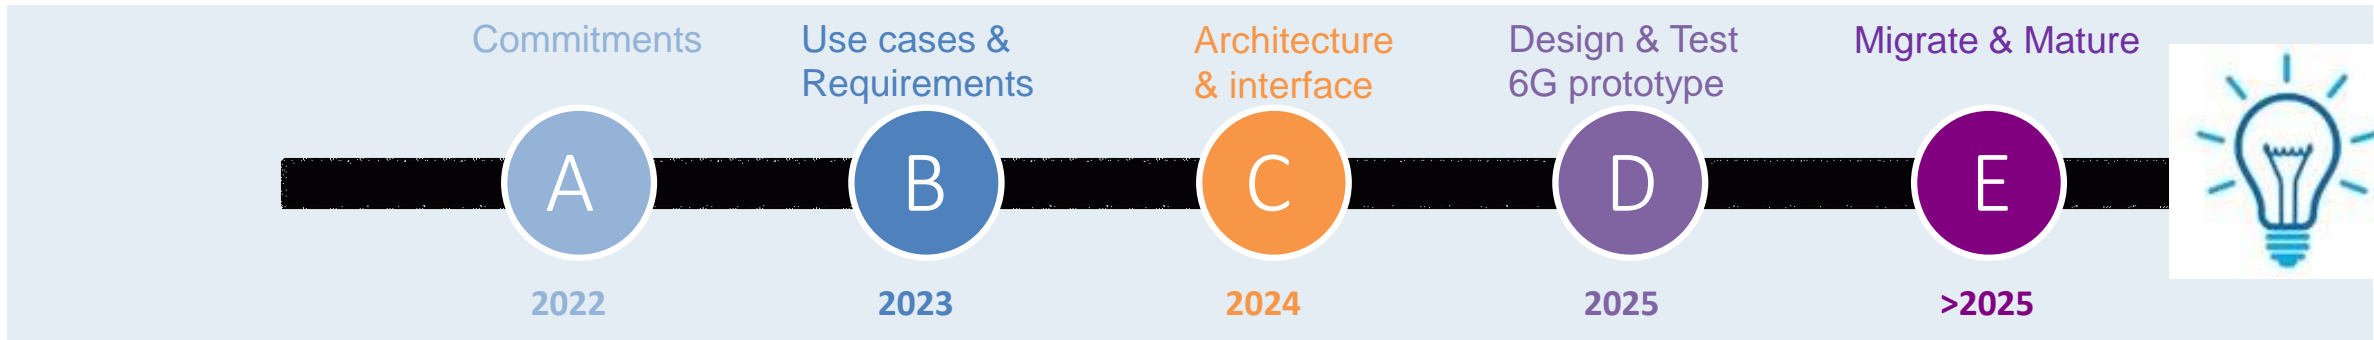 Commitments
Use cases &
Requirements
Architecture
& interface
Design & Test
6G prototype
Migrate & Mature
A
B
C
D
E
2022
2023
2024
2025
>2025